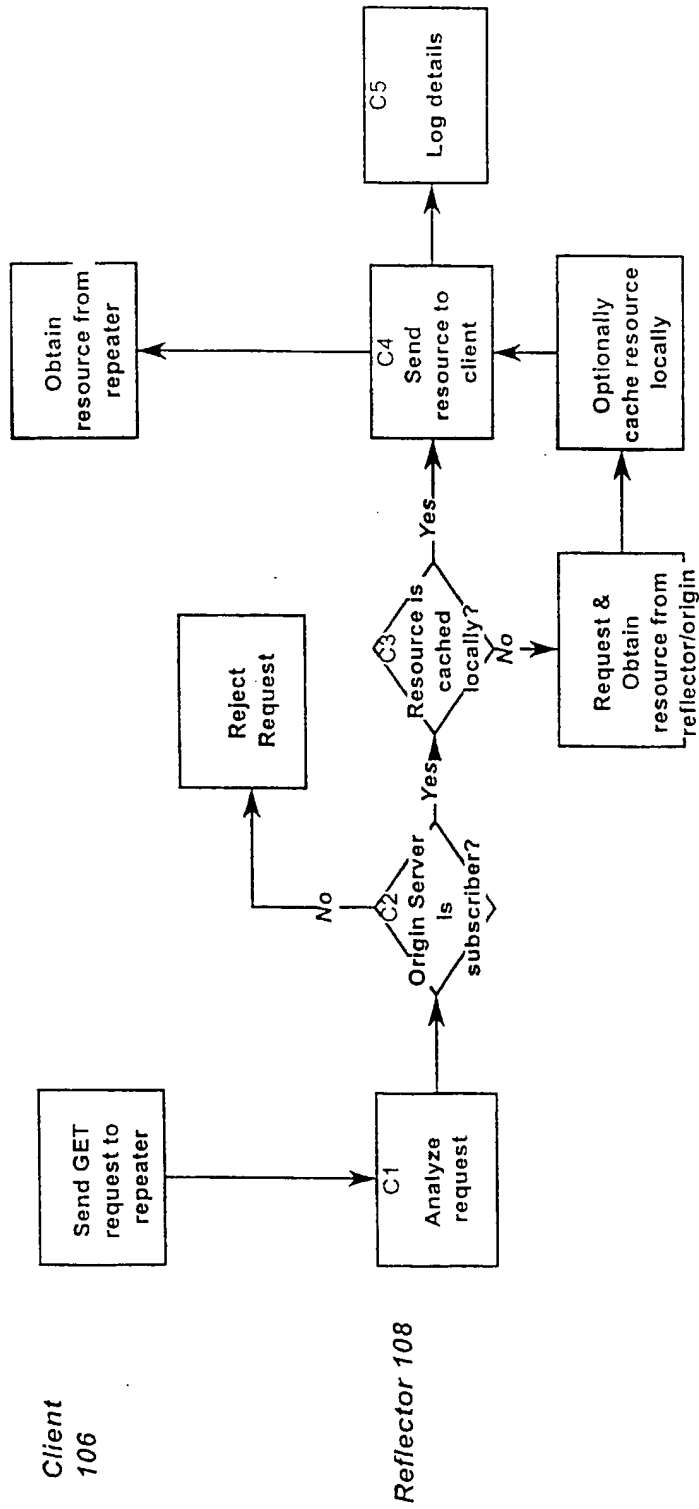 Client
106
Send GET
request to
repeater
Obtain
resource from
repeater
Reject
Request
Reflector 108
C1
Analyze
request
C2
Origin Server
is
subscriber?
No
Yes
C3
Resource is
cached
locally?
Yes
No
C4
Send
resource to
client
C5
Log details
Request &
Obtain
resource from
reflector/origin
Optionally
cache resource
locally